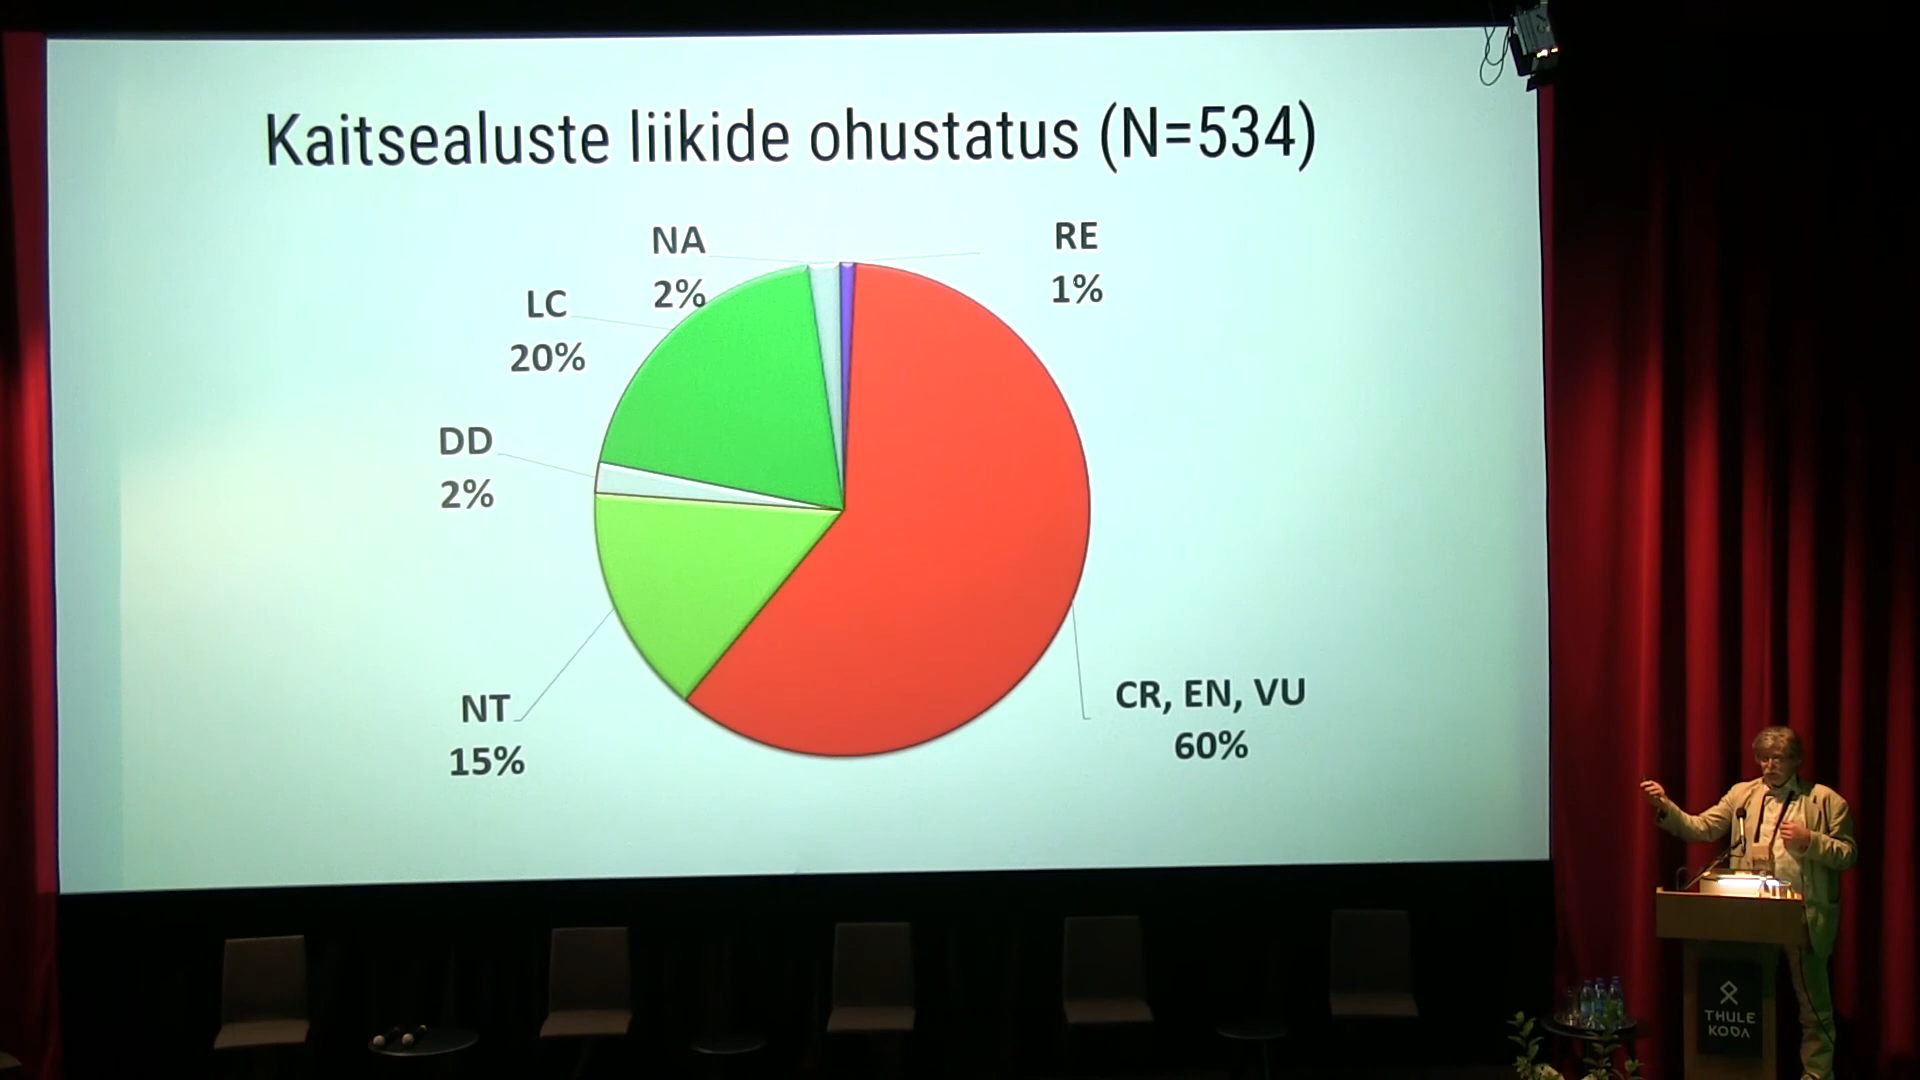 Kaitsealuste liikide ohustatus (N=534)
NA
2%
RE
1%
LC
20%
DD
2%
NT
15%
CR, EN, VU
60%
THULE
KODA